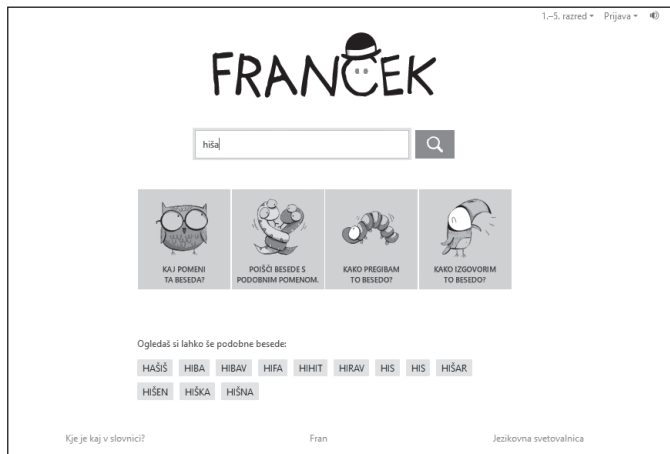 1.–5. razred Prijava
FRANČEK
hiša
KAJ POMENI
TA BESEDA?
POIŠČI BESEDE S
PODOBNIM POMENOM.
KAKO PREGIBAM
TO BESEDO?
KAKO IZGOVORIM
TO BESEDO?
Ogledaš si lahko še podobne besede:
HAŠIŠ HIBA HIBAV HIFA HIHIT HIRAV HIS HIS HIŠAR
HIŠEN HIŠKA HIŠNA
Kje je kaj v slovnici? Fran Jezikovna svetovalnica